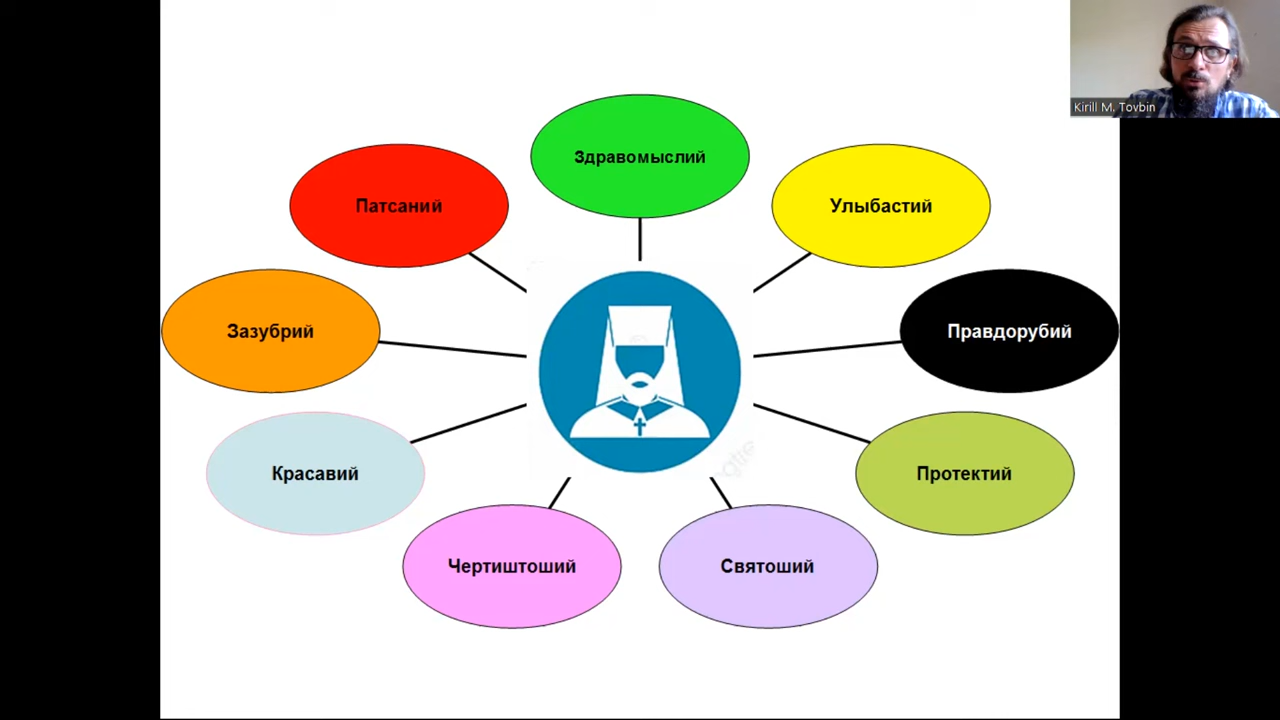 Kirill M. Tovbin
Здравомыслий
Патсаний
Улыбастий
Зазубрий
Правдорубий
Красавий
Протектий
Чертиштоший
Святоший